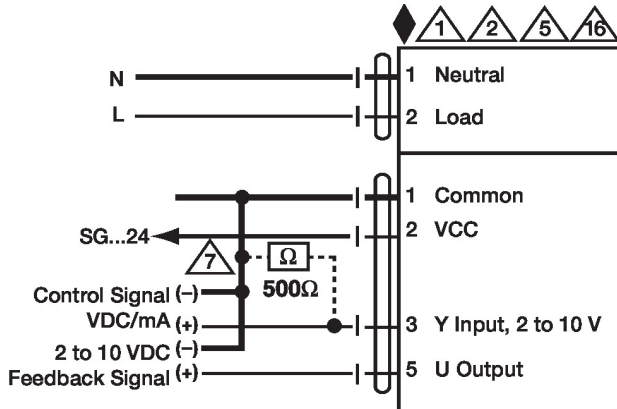 1 2 5 16
N 1 Neutral
L 2 Load
1 Common
SG...24 2 VCC
7 Ω
500Ω
Control Signal (–)
VDC/mA (+) 3 Y Input, 2 to 10 V
2 to 10 VDC (–)
Feedback Signal (+) 5 U Output